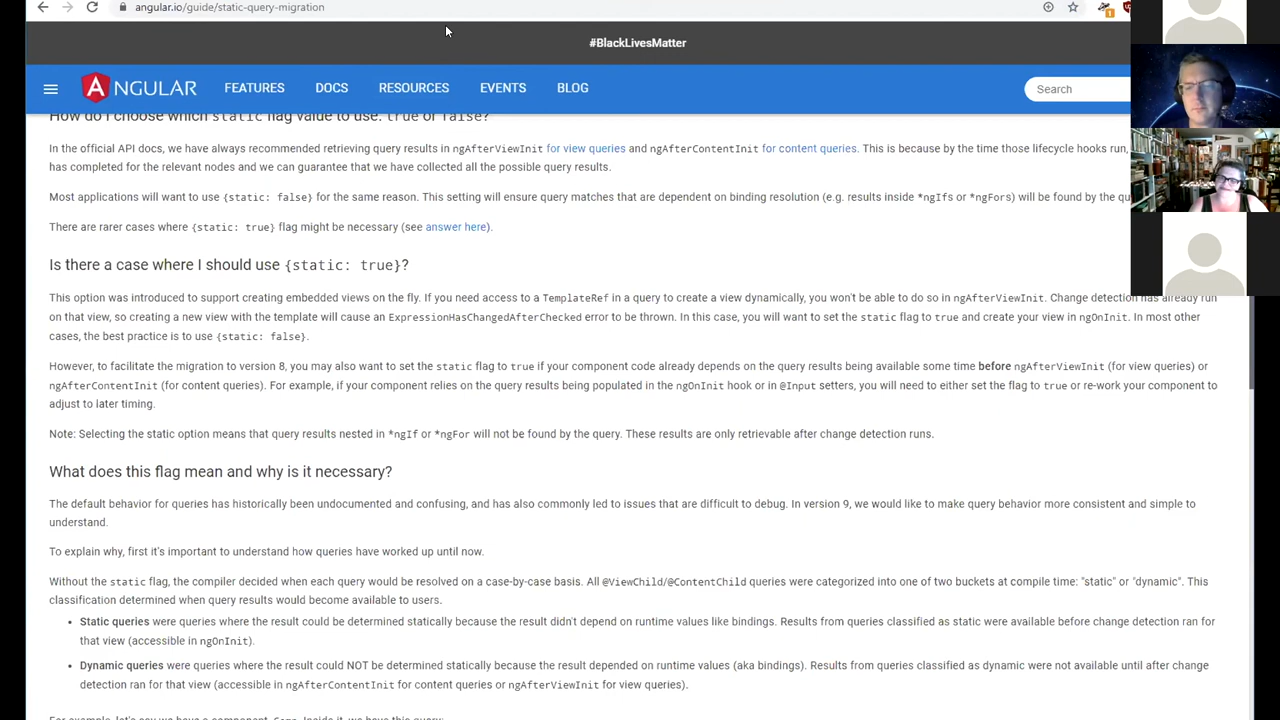 angular.io/guide/static-query-migration
1
#BlackLivesMatter
ANGULAR FEATURES DOCS RESOURCES EVENTS BLOG Search
How do I choose which static flag value to use: true or false?
In the official API docs, we have always recommended retrieving query results in ngAfterViewInit for view queries and ngAfterContentInit for content queries. This is because by the time those lifecycle hooks run,
has completed for the relevant nodes and we can guarantee that we have collected all the possible query results.
Most applications will want to use {static: false} for the same reason. This setting will ensure query matches that are dependent on binding resolution (e.g. results inside *ngIfs or *ngFors) will be found by the
There are rarer cases where {static: true} flag might be necessary (see answer here).
Is there a case where I should use {static: true}?
This option was introduced to support creating embedded views on the fly. If you need access to a TemplateRef in a query to create a view dynamically, you won't be able to do so in ngAfterViewInit. Change detection has already run
on that view, so creating a new view with the template will cause an ExpressionHasChangedAfterChecked error to be thrown. In this case, you will want to set the static flag to true and create your view in ngOnInit. In most other
cases, the best practice is to use {static: false}.
However, to facilitate the migration to version 8, you may also want to set the static flag to true if your component code already depends on the query results being available some time before ngAfterViewInit (for view queries) or
ngAfterContentInit (for content queries). For example, if your component relies on the query results being populated in the ngOnInit hook or in @Input setters, you will need to either set the flag to true or re-work your component to
adjust to later timing.
Note: Selecting the static option means that query results nested in *ngIf or *ngFor will not be found by the query. These results are only retrievable after change detection runs.
What does this flag mean and why is it necessary?
The default behavior for queries has historically been undocumented and confusing, and has also commonly led to issues that are difficult to debug. In version 9, we would like to make query behavior more consistent and simple to
understand.
To explain why, first it's important to understand how queries have worked up until now.
Without the static flag, the compiler decided when each query would be resolved on a case-by-case basis. All @ViewChild/@ContentChild queries were categorized into one of two buckets at compile time: "static" or "dynamic". This
classification determined when query results would become available to users.
• Static queries were queries where the result could be determined statically because the result didn't depend on runtime values like bindings. Results from queries classified as static were available before change detection ran for
that view (accessible in ngOnInit).
• Dynamic queries were queries where the result could NOT be determined statically because the result depended on runtime values (aka bindings). Results from queries classified as dynamic were not available until after change
detection ran for that view (accessible in ngAfterContentInit for content queries or ngAfterViewInit for view queries).
For example, let's say we have a component, Comp. Inside it, we have this query: